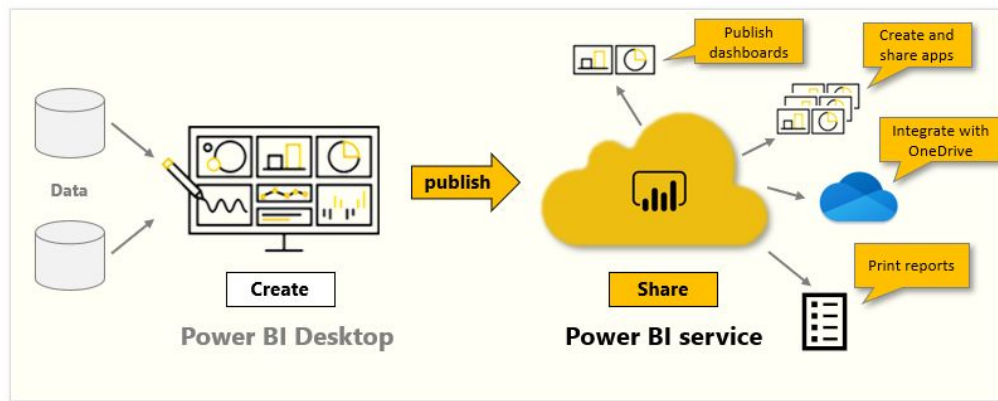 Publish
dashboards
Create and
share apps
Integrate with
OneDrive
Data
publish
Print reports
Create
Share
Power BI Desktop
Power BI service